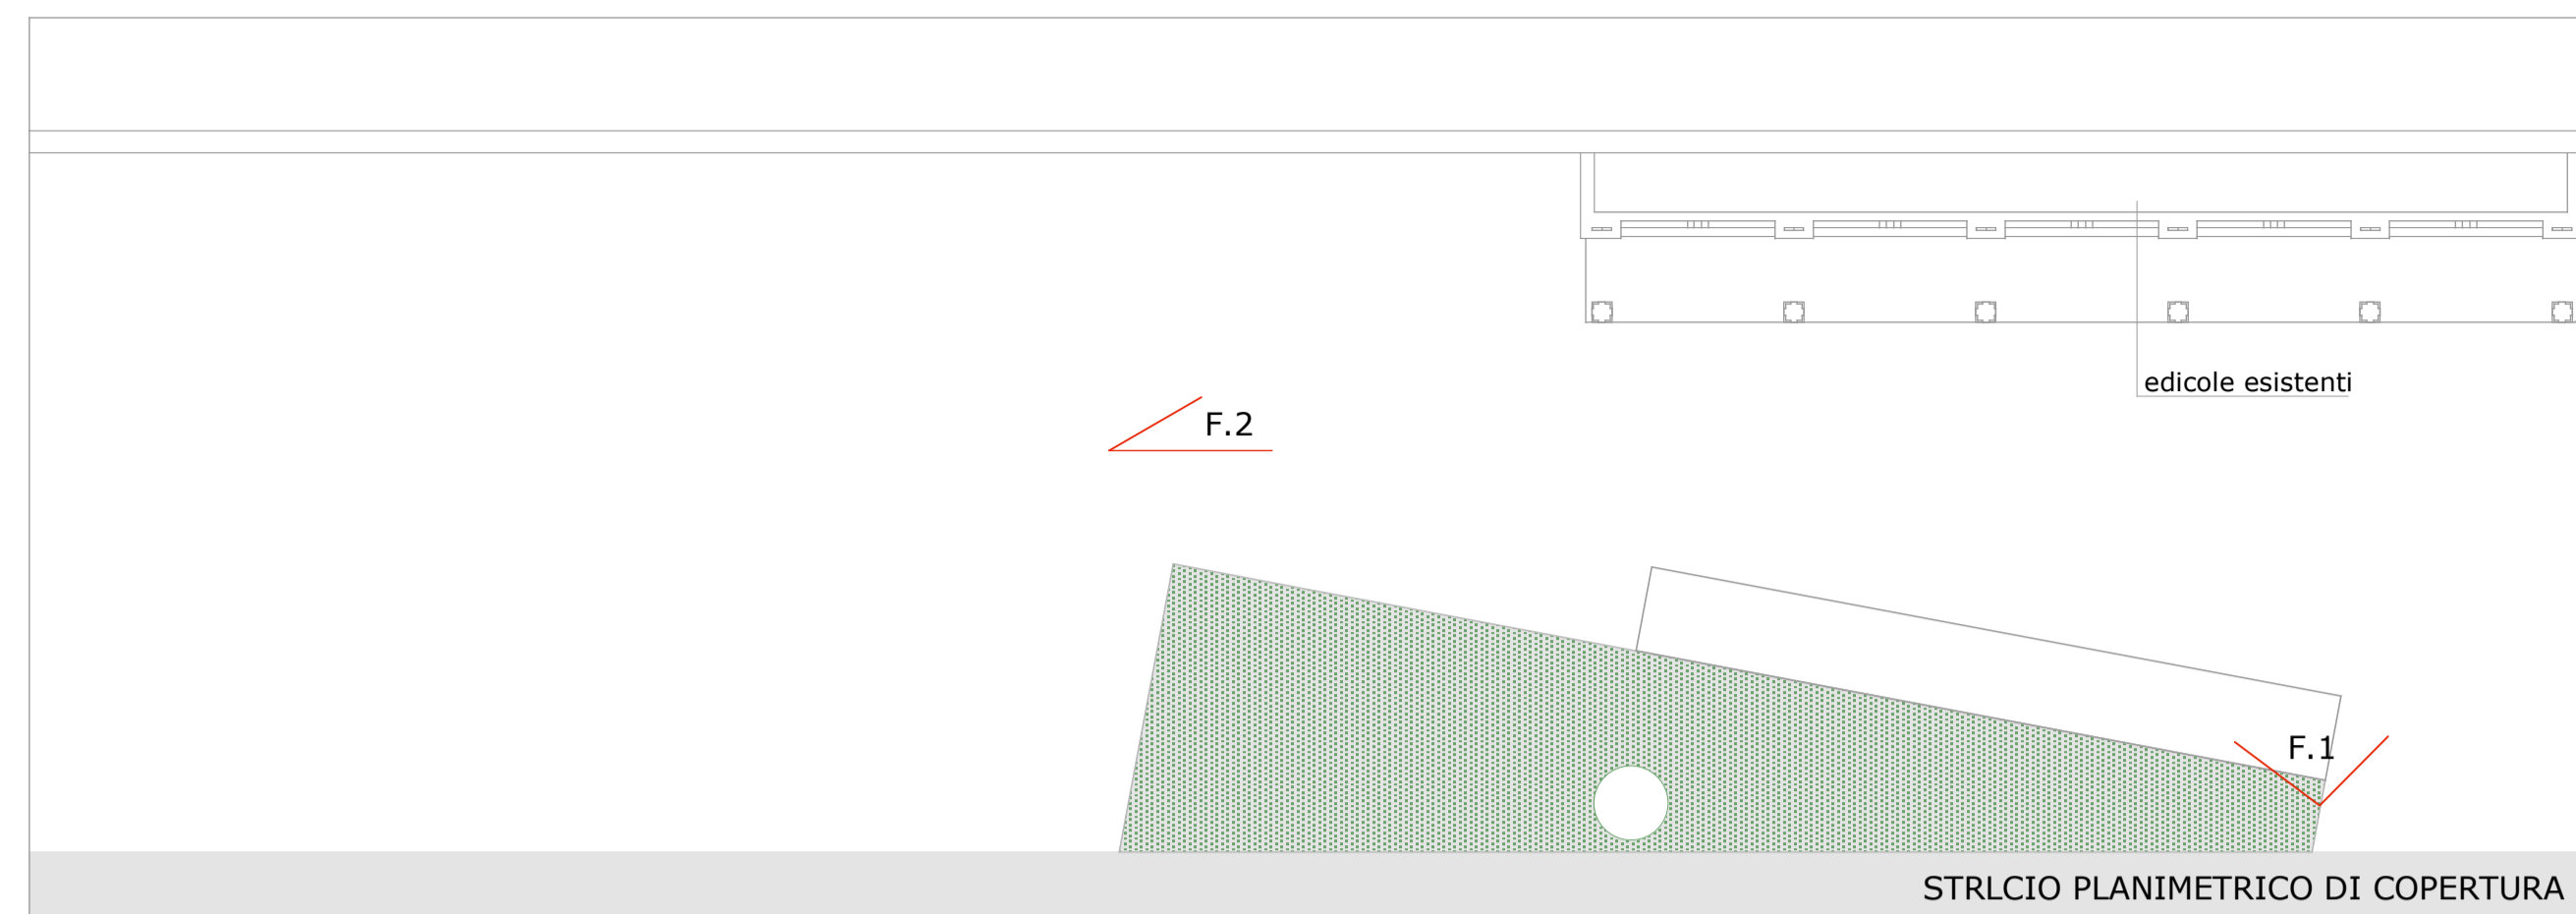 edicole esistenti
F.2
F.1
STRLCIO PLANIMETRICO DI COPERTURA